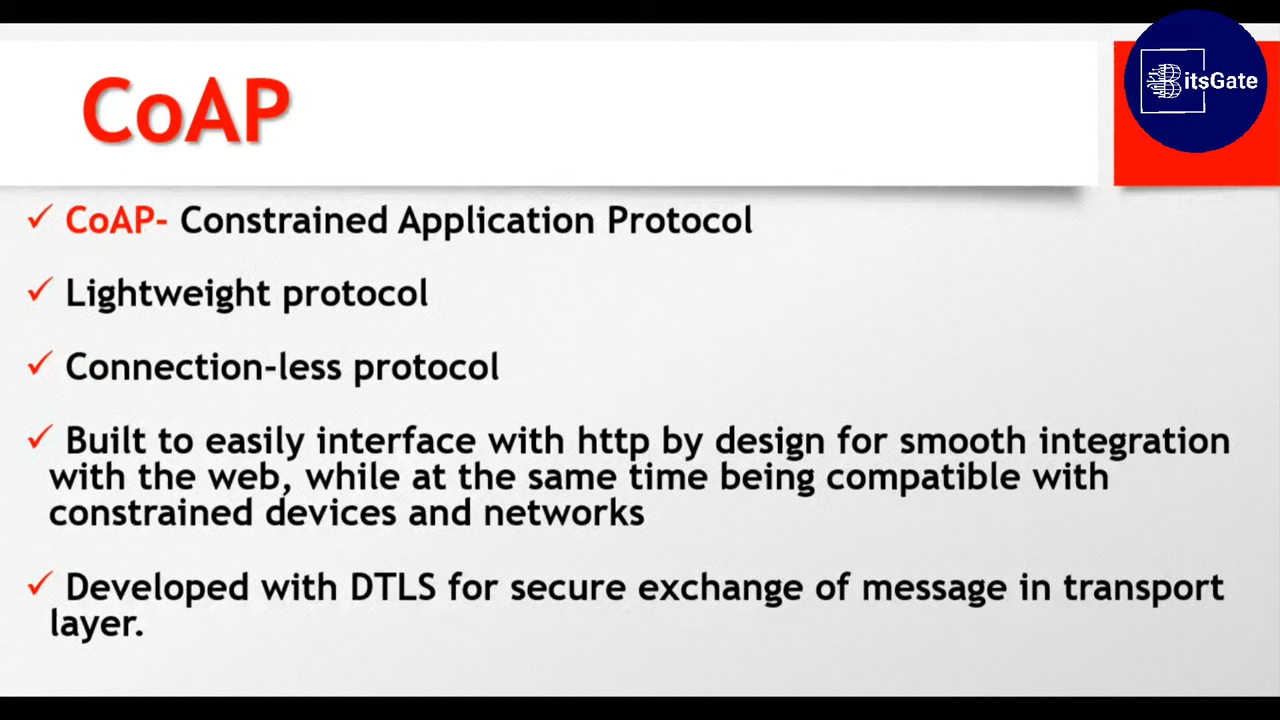 CoAP
BitsGate
CoAP- Constrained Application Protocol
Lightweight protocol
Connection-less protocol
Built to easily interface with http by design for smooth integration
with the web, while at the same time being compatible with
constrained devices and networks
Developed with DTLS for secure exchange of message in transport
layer.